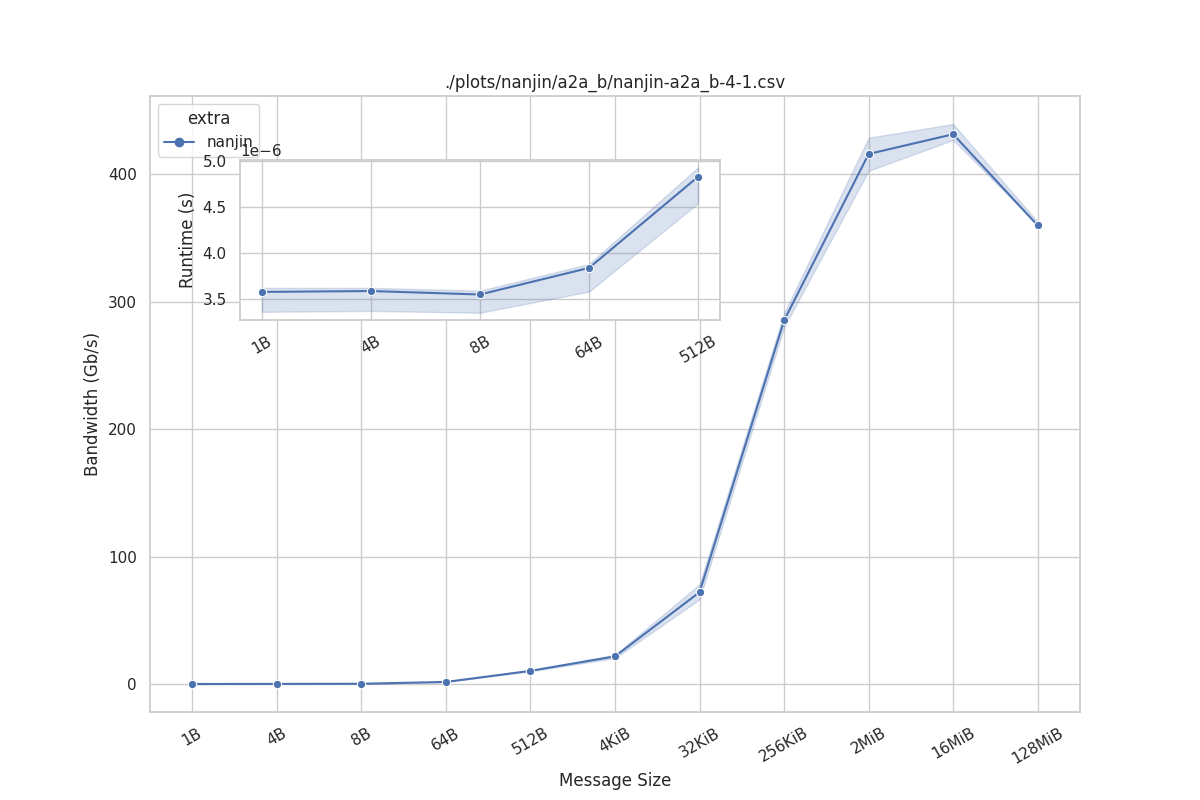 ./plots/nanjin/a2a_b/nanjin-a2a_b-4-1.csv
extra
nanjin
1e−6
5.0
4.5
4.0
3.5
Runtime (s)
1B 4B 8B 64B 512B
400
300
200
100
0
Bandwidth (Gb/s)
1B 4B 8B 64B 512B 4KiB 32KiB 256KiB 2MiB 16MiB 128MiB
Message Size